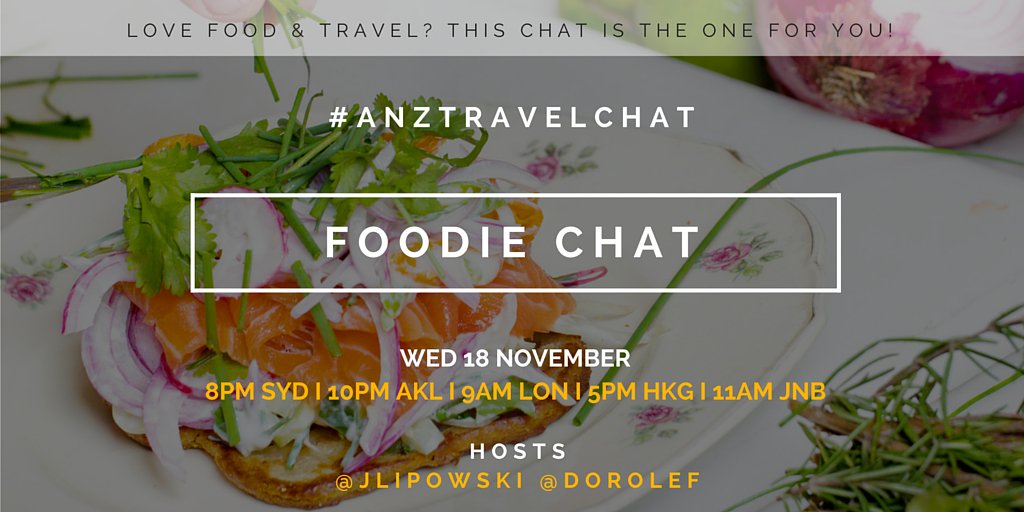 LOVE FOOD & TRAVEL? THIS CHAT IS THE ONE FOR YOU!
#ANZTRAVELCHAT
FOODIE CHAT
WED 18 NOVEMBER
8PM SYD I 10PM AKL I 9AM LON I 5PM HKG I 11AM JNB
HOSTS
@JLIPOWSKI @DOROLEF